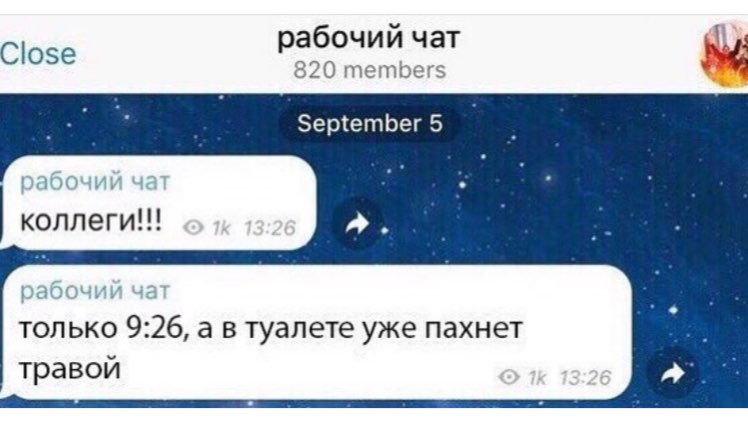 Close
рабочий чат
820 members
September 5
рабочий чат
коллеги!!! 1k 13:26
рабочий чат
только 9:26, а в туалете уже пахнет
травой 1k 13:26